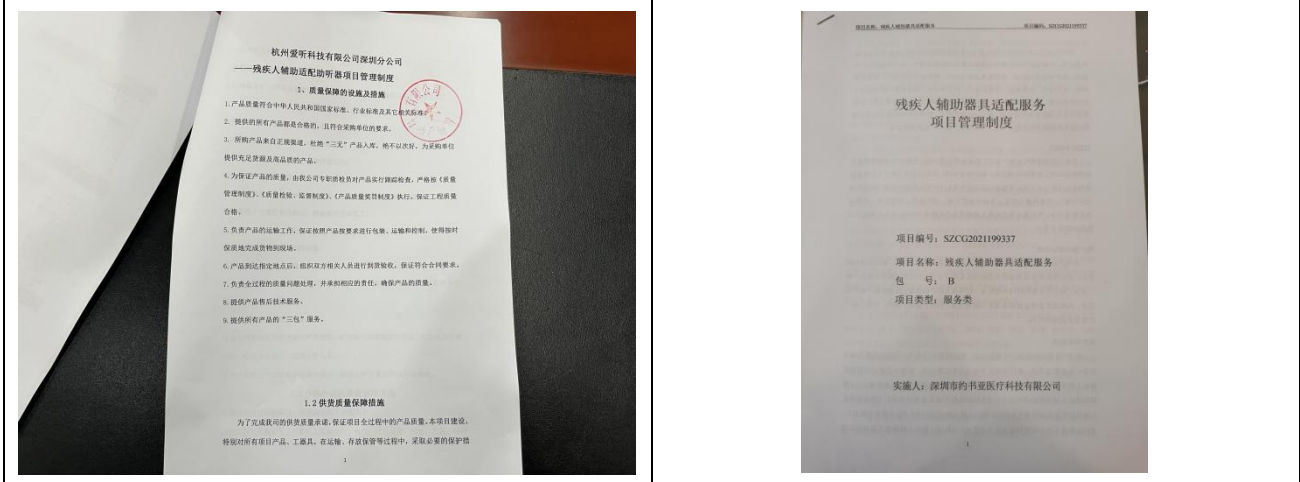 杭州爱听科技有限公司深圳分公司
——残疾人辅助适配助听器项目管理制度
1、质量保障的设施及措施
1.产品质量符合中华人民共和国国家标准、行业标准及其它相关标准。
2. 提供的所有产品都是合格的，且符合采购单位的要求。
3. 所购产品来自正规渠道，杜绝“三无”产品入库，绝不以次好。为采购单位
提供充足货源及高品质的产品。
4.为保证产品的质量，由我公司专职质检员对产品实行跟踪检查，严格按《质量
管理制度》、《质量检验、监督制度》、《产品质量奖罚制度》执行，保证工程质量
合格。
5.负责产品的运输工作，保证按照产品按要求进行包装、运输和控制，使得按时
保质地完成货物到现场。
6.产品到达指定地点后，组织双方相关人员进行到货验收，保证符合合同要求。
7.负责全过程的质量问题处理，并承担相应的责任，确保产品的质量。
8.提供产品售后技术服务。
9.提供所有产品的“三包”服务。
1.2 供货质量保障措施
为了完成我司的供货质量承诺，保证项目全过程中的产品质量，本项目建设，
特别对所有项目产品、工器具，在运输、存放保管等过程中，采取必要的保护措
1
有限公司
项目名称：残疾人辅助器具适配服务 项目编码：SZCG2021199337
残疾人辅助器具适配服务
项目管理制度
项目编号：SZCG2021199337
项目名称：残疾人辅助器具适配服务
包 号： B
项目类型：服务类
实施人：深圳市约书亚医疗科技有限公司
1